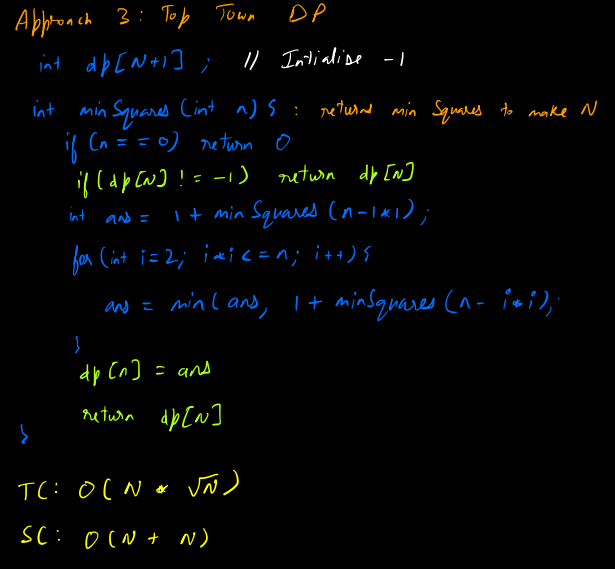 Approach 3: Top Town DP
int dp[N+1]; // Intialise -1
int minSquares(int n){ : returns min Squares to make N
if (n == 0) return 0
if(dp[N] != -1) return dp[N]
int ans = 1 + minSquares(n-1*1);
for(int i=2; i*i<=n; i++){
ans = min(ans, 1 + minSquares(n- i*i);
}
dp[n] = ans
return dp[N]
}
TC: O(N * √N)
SC: O(N + N)